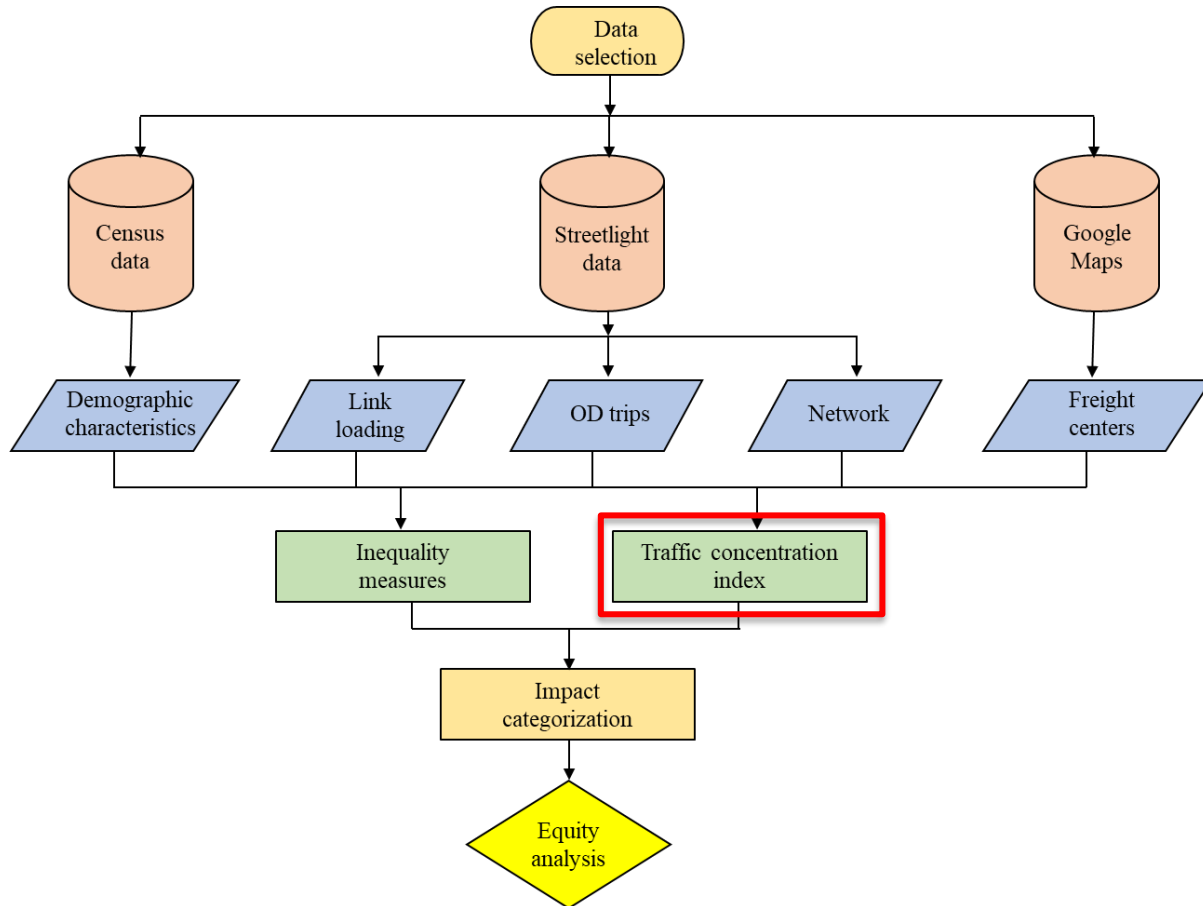 Data
selection
Census
data
Streetlight
data
Google
Maps
Demographic
characteristics
Link
loading
OD trips
Network
Freight
centers
Inequality
measures
Traffic concentration
index
Impact
categorization
Equity
analysis